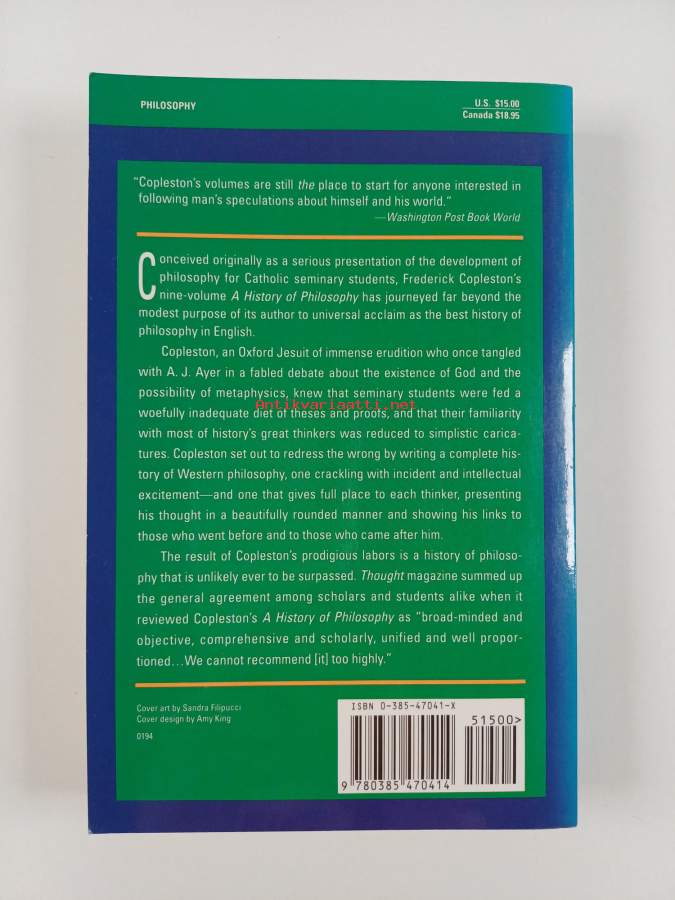 PHILOSOPHY
U.S. $15.00
Canada $18.95
“Copleston’s volumes are still the place to start for anyone interested in
following man’s speculations about himself and his world.”
—Washington Post Book World
Conceived originally as a serious presentation of the development of
philosophy for Catholic seminary students, Frederick Copleston’s
nine-volume A History of Philosophy has journeyed far beyond the
modest purpose of its author to universal acclaim as the best history of
philosophy in English.
Copleston, an Oxford Jesuit of immense erudition who once tangled
with A. J. Ayer in a fabled debate about the existence of God and the
possibility of metaphysics, knew that seminary students were fed a
Antikvariaatti.net
woefully inadequate diet of theses and proofs, and that their familiarity
with most of history’s great thinkers was reduced to simplistic carica-
tures. Copleston set out to redress the wrong by writing a complete his-
tory of Western philosophy, one crackling with incident and intellectual
excitement—and one that gives full place to each thinker, presenting
his thought in a beautifully rounded manner and showing his links to
those who went before and to those who came after him.
The result of Copleston’s prodigious labors is a history of philoso-
phy that is unlikely ever to be surpassed. Thought magazine summed up
the general agreement among scholars and students alike when it
reviewed Copleston’s A History of Philosophy as “broad-minded and
objective, comprehensive and scholarly, unified and well propor-
tioned...We cannot recommend [it] too highly.”
Cover art by Sandra Filipucci
Cover design by Amy King
0194
ISBN 0-385-47041-X
51500>
9 780385 470414